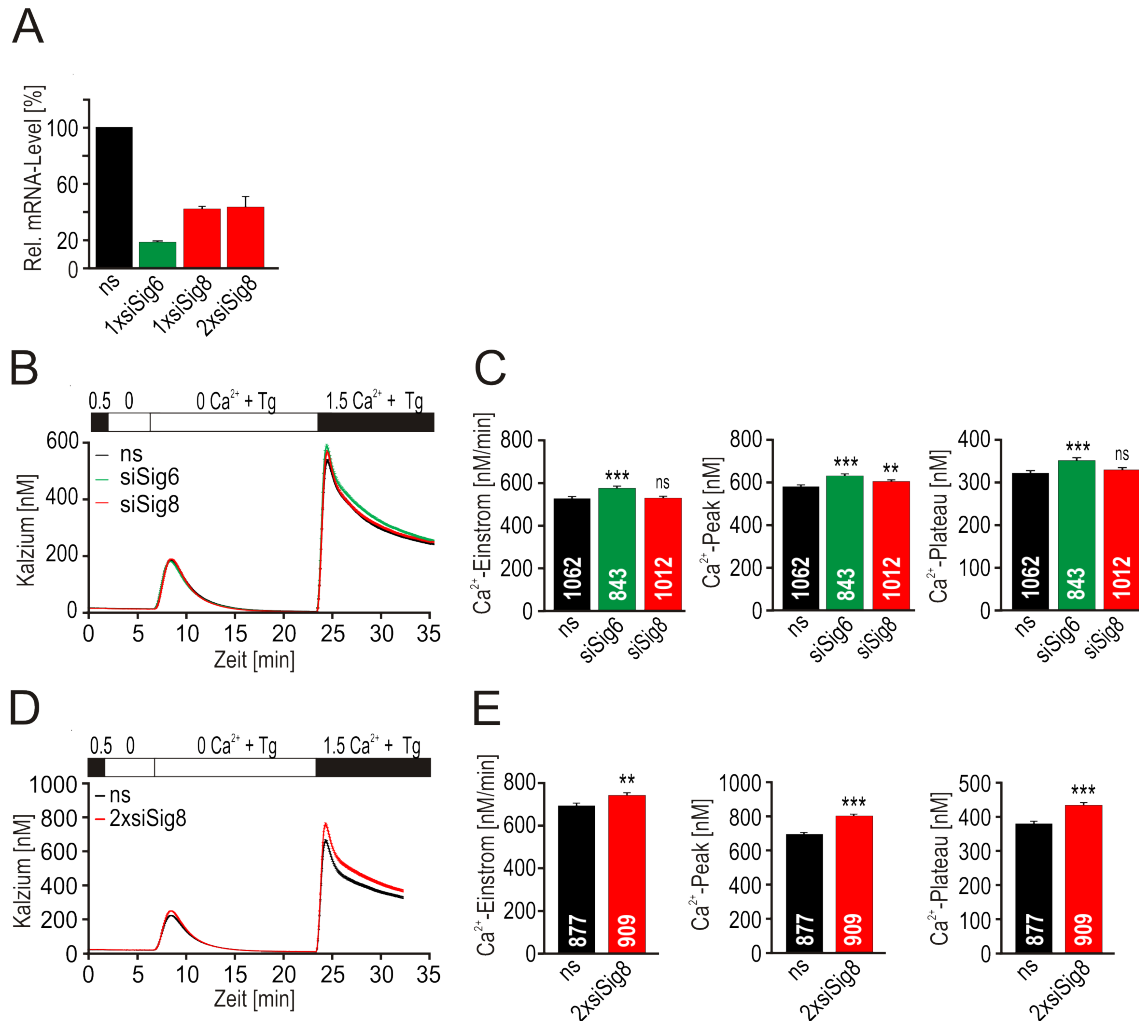 A
Rel. mRNA-Level [%]
100
60
20
0
ns
1xsiSig6
1xsiSig8
2xsiSig8
B
0.5 0 0 Ca²⁺ + Tg 1.5 Ca²⁺ + Tg
Kalzium [nM]
600
400
200
0
ns
siSig6
siSig8
0 5 10 15 20 25 30 35
Zeit [min]
C
Ca²⁺-Einstrom [nM/min]
800
600
400
200
0
*** ns
1062 843 1012
ns siSig6 siSig8
Ca²⁺-Peak [nM]
800
600
400
200
0
*** **
1062 843 1012
ns siSig6 siSig8
Ca²⁺-Plateau [nM]
400
300
200
100
0
*** ns
1062 843 1012
ns siSig6 siSig8
D
0.5 0 0 Ca²⁺ + Tg 1.5 Ca²⁺ + Tg
Kalzium [nM]
1000
800
600
400
200
0
ns
2xsiSig8
0 5 10 15 20 25 30 35
Zeit [min]
E
Ca²⁺-Einstrom [nM/min]
800
600
400
200
0
**
877 909
ns 2xsiSig8
Ca²⁺-Peak [nM]
1000
800
600
400
200
0
***
877 909
ns 2xsiSig8
Ca²⁺-Plateau [nM]
500
400
300
200
100
0
***
877 909
ns 2xsiSig8